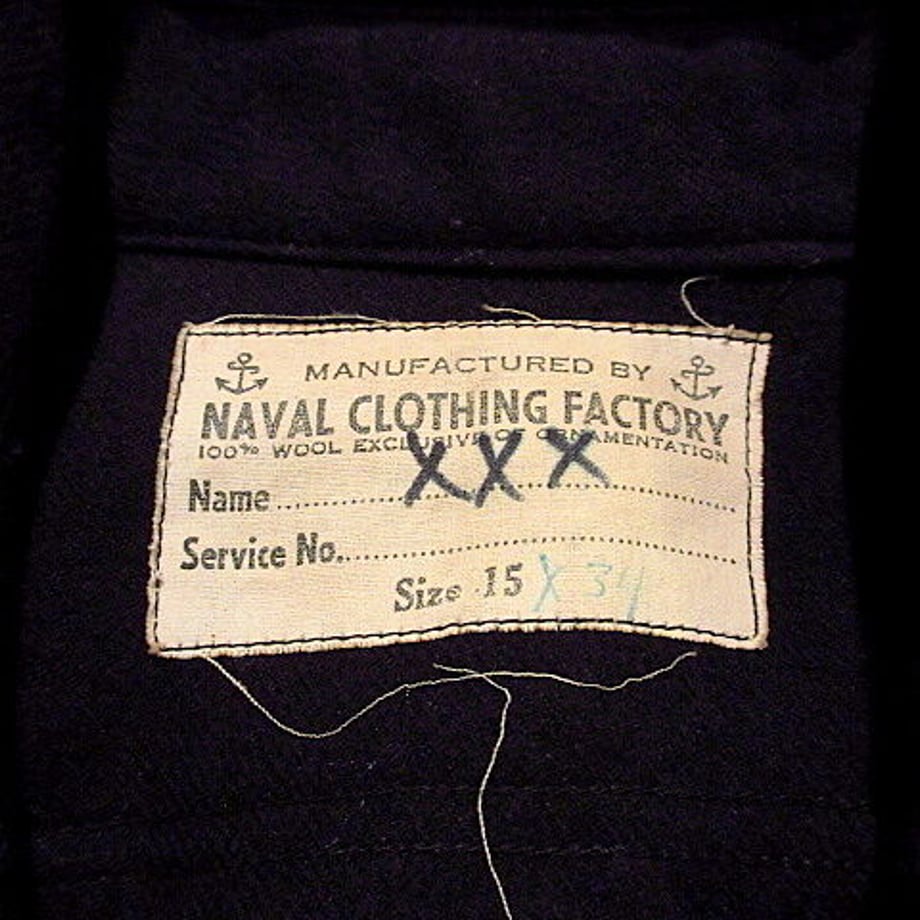 MANUFACTURED BY
NAVAL CLOTHING FACTORY
100% WOOL EXCLUSIVE OF ORNAMENTATION
Name ........ XXX ........
Service No. ........
Size 15 X 34